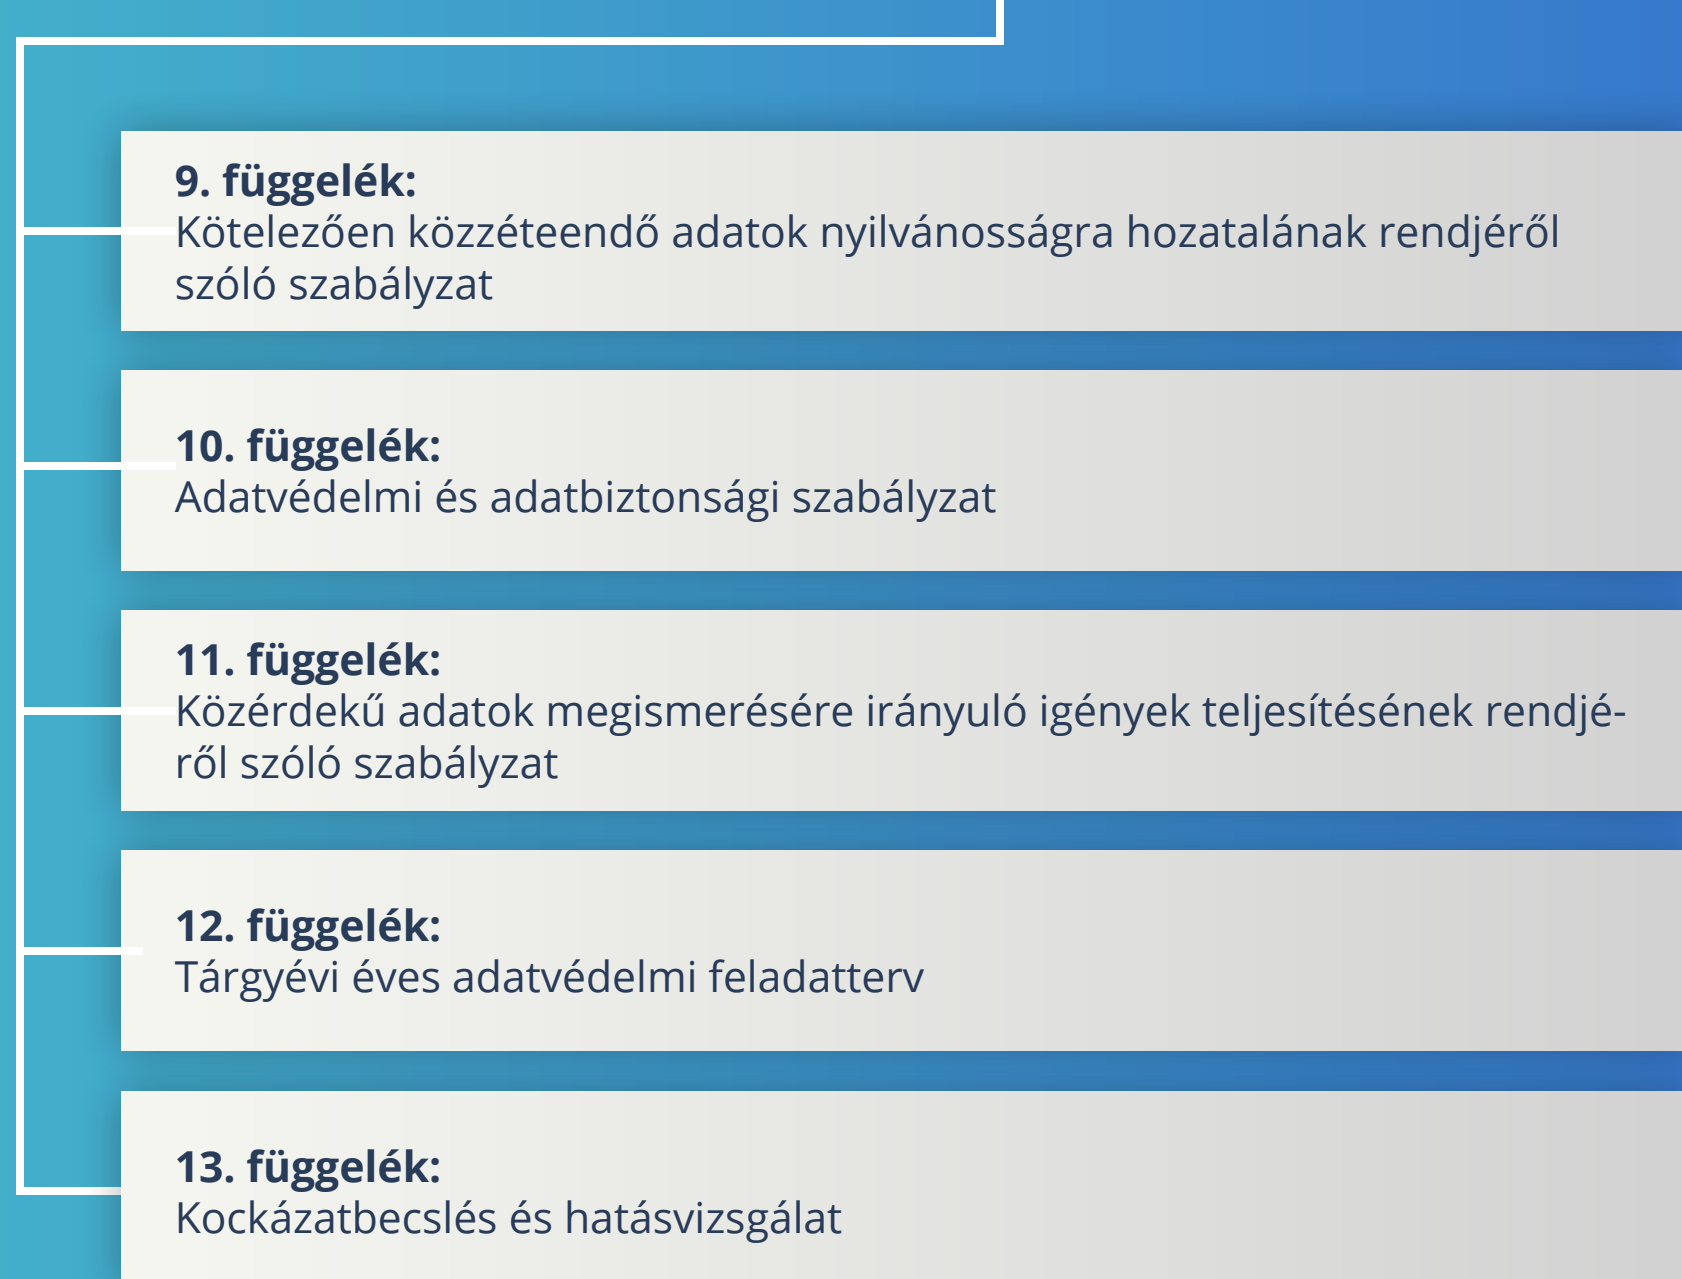 9. függelék:
Kötelezően közzéteendő adatok nyilvánosságra hozatalának rendjéről
szóló szabályzat
10. függelék:
Adatvédelmi és adatbiztonsági szabályzat
11. függelék:
Közérdekű adatok megismerésére irányuló igények teljesítésének rendjé-
ről szóló szabályzat
12. függelék:
Tárgyévi éves adatvédelmi feladatterv
13. függelék:
Kockázatbecslés és hatásvizsgálat